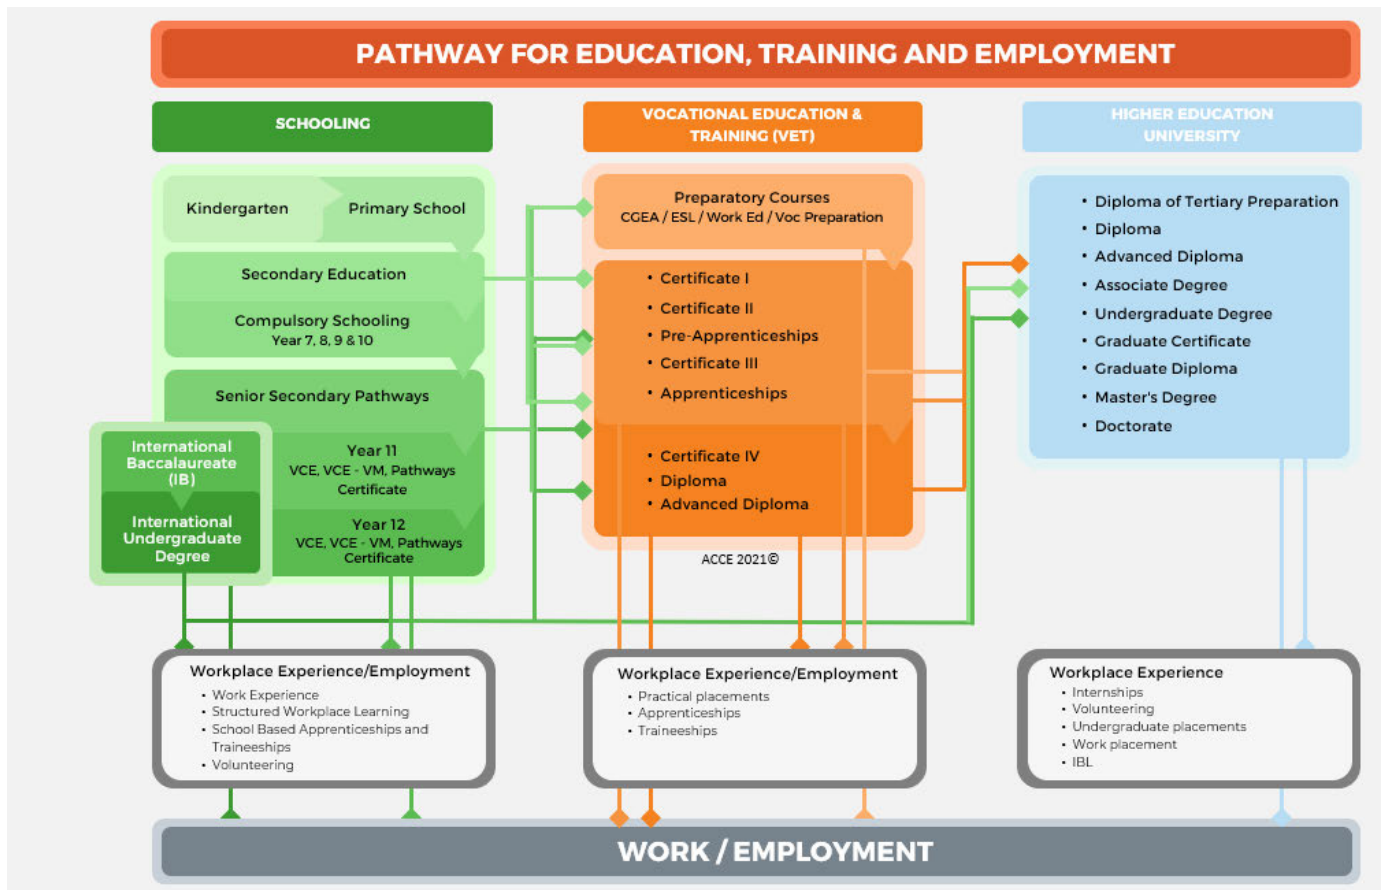 PATHWAY FOR EDUCATION, TRAINING AND EMPLOYMENT
SCHOOLING
Kindergarten
Primary School
Secondary Education
Compulsory Schooling
Year 7, 8, 9 & 10
Senior Secondary Pathways
International
Baccalaureate
(IB)
International
Undergraduate
Degree
Year 11
VCE, VCE - VM, Pathways
Certificate
Year 12
VCE, VCE - VM, Pathways
Certificate
Workplace Experience/Employment
• Work Experience
• Structured Workplace Learning
• School Based Apprenticeships and
Traineeships
• Volunteering
VOCATIONAL EDUCATION &
TRAINING (VET)
Preparatory Courses
CGEA / ESL / Work Ed / Voc Preparation
• Certificate I
• Certificate II
• Pre-Apprenticeships
• Certificate III
• Apprenticeships
• Certificate IV
• Diploma
• Advanced Diploma
ACCE 2021©
Workplace Experience/Employment
• Practical placements
• Apprenticeships
• Traineeships
HIGHER EDUCATION
UNIVERSITY
• Diploma of Tertiary Preparation
• Diploma
• Advanced Diploma
• Associate Degree
• Undergraduate Degree
• Graduate Certificate
• Graduate Diploma
• Master's Degree
• Doctorate
Workplace Experience
• Internships
• Volunteering
• Undergraduate placements
• Work placement
• IBL
WORK / EMPLOYMENT